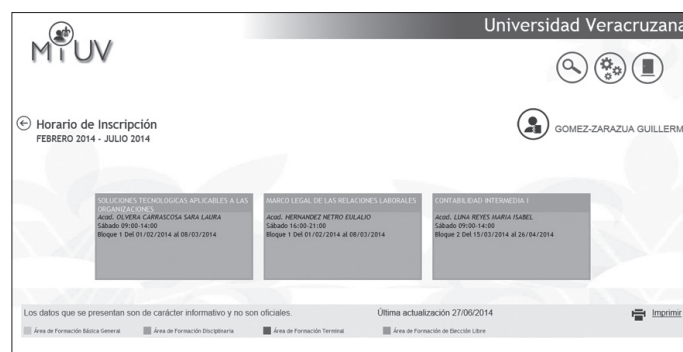 Universidad Veracruzana
MiUV
Horario de Inscripción
FEBRERO 2014 - JULIO 2014
GOMEZ-ZARAZUA GUILLERM
SOLUCIONES TECNOLOGICAS APLICABLES A LAS
ORGANIZACIONES
Acad. OLVERA CARRASCOSA SARA LAURA
Sábado 09:00-14:00
Bloque 1 Del 01/02/2014 al 08/03/2014
MARCO LEGAL DE LAS RELACIONES LABORALES
Acad. HERNANDEZ METRO EULALIO
Sábado 16:00-21:00
Bloque 1 Del 01/02/2014 al 08/03/2014
CONTABILIDAD INTERMEDIA I
Acad. LUNA REYES MARIA ISABEL
Sábado 09:00-14:00
Bloque 2 Del 15/03/2014 al 26/04/2014
Los datos que se presentan son de carácter informativo y no son oficiales.
Última actualización 27/06/2014
Imprimir
Área de Formación Básica General
Área de Formación Disciplinaria
Área de Formación Terminal
Área de Formación de Elección Libre